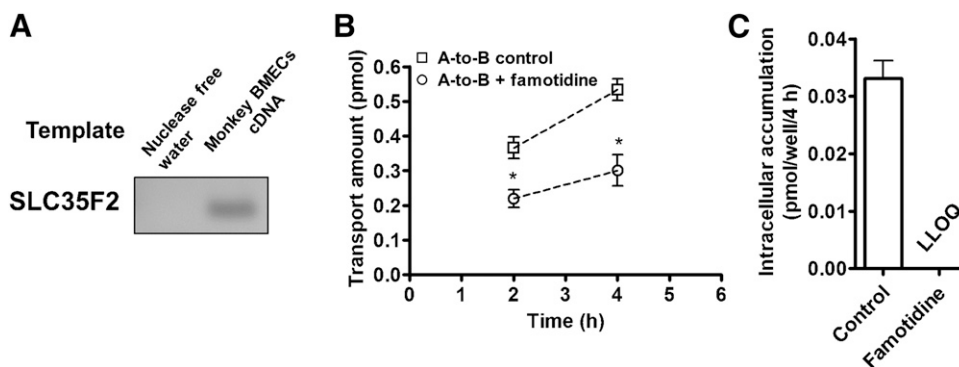 A
Template
Nuclease free
water
Monkey BMECs
cDNA
SLC35F2
B
A-to-B control
A-to-B + famotidine
Transport amount (pmol)
0.6
0.5
0.4
0.3
0.2
0.1
0.0
*
*
0
1
2
3
4
5
6
Time (h)
C
Intracellular accumulation
(pmol/well/4 h)
0.04
0.03
0.02
0.01
0.00
LLOQ
Control
Famotidine